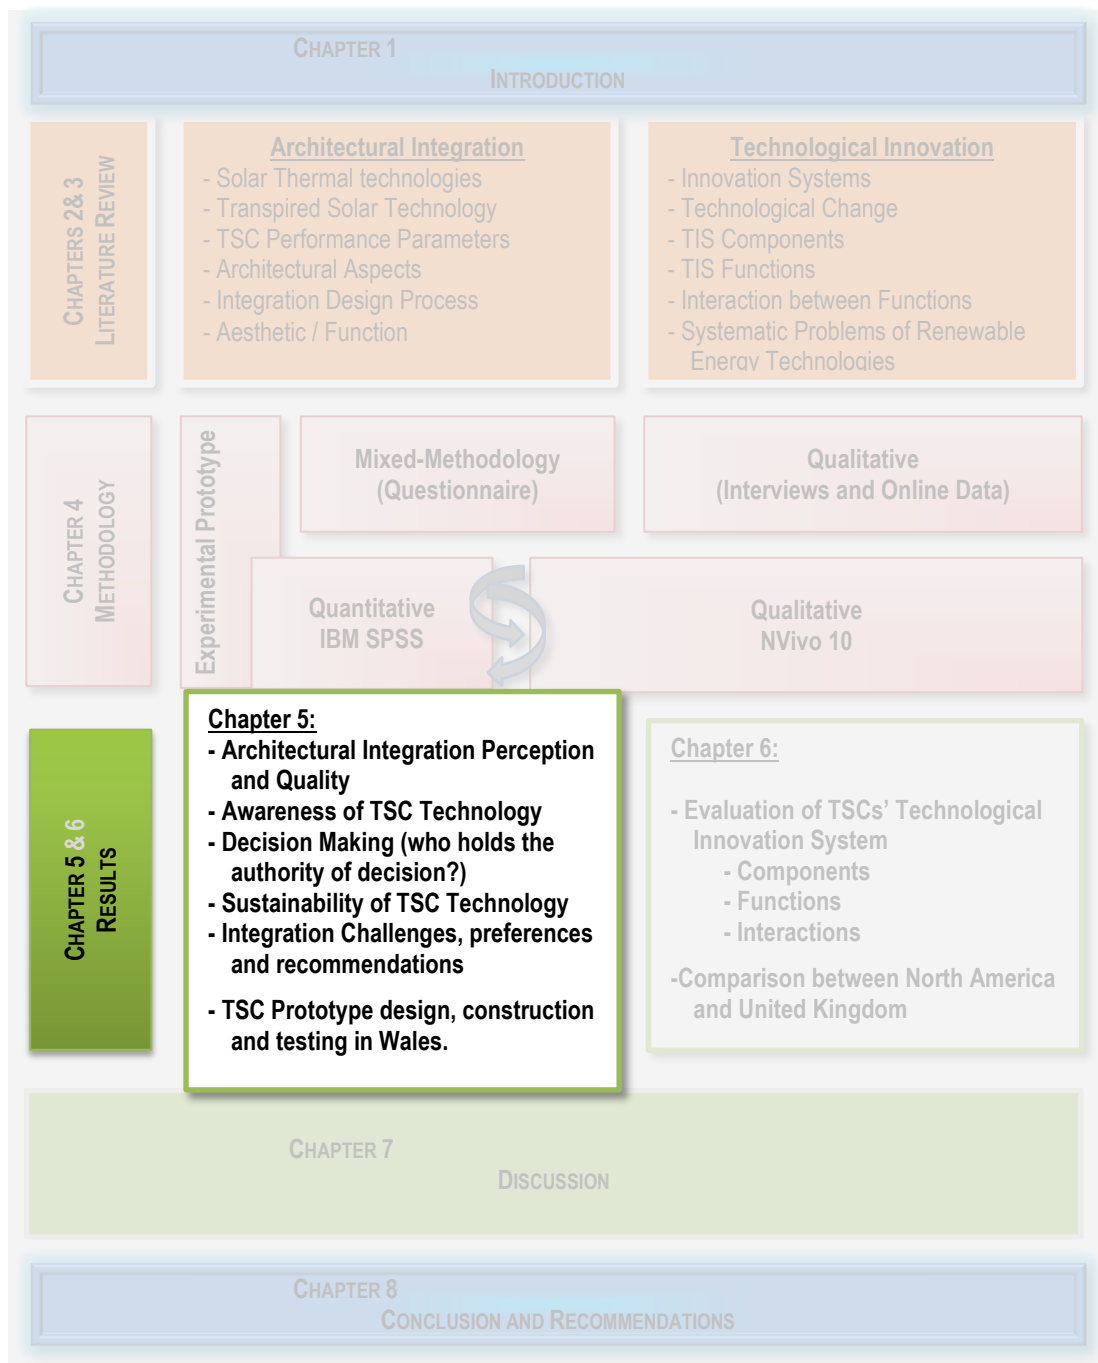 CHAPTER 1
INTRODUCTION
CHAPTERS 2& 3
LITERATURE REVIEW
Architectural Integration
- Solar Thermal technologies
- Transpired Solar Technology
- TSC Performance Parameters
- Architectural Aspects
- Integration Design Process
- Aesthetic / Function
Technological Innovation
- Innovation Systems
- Technological Change
- TIS Components
- TIS Functions
- Interaction between Functions
- Systematic Problems of Renewable
Energy Technologies
CHAPTER 4
METHODOLOGY
Experimental Prototype
Mixed-Methodology
(Questionnaire)
Qualitative
(Interviews and Online Data)
Quantitative
IBM SPSS
Qualitative
NVivo 10
CHAPTER 5 & 6
RESULTS
Chapter 5:
- Architectural Integration Perception
and Quality
- Awareness of TSC Technology
- Decision Making (who holds the
authority of decision?)
- Sustainability of TSC Technology
- Integration Challenges, preferences
and recommendations
- TSC Prototype design, construction
and testing in Wales.
Chapter 6:
- Evaluation of TSCs' Technological
Innovation System
- Components
- Functions
- Interactions
-Comparison between North America
and United Kingdom
CHAPTER 7
DISCUSSION
CHAPTER 8
CONCLUSION AND RECOMMENDATIONS